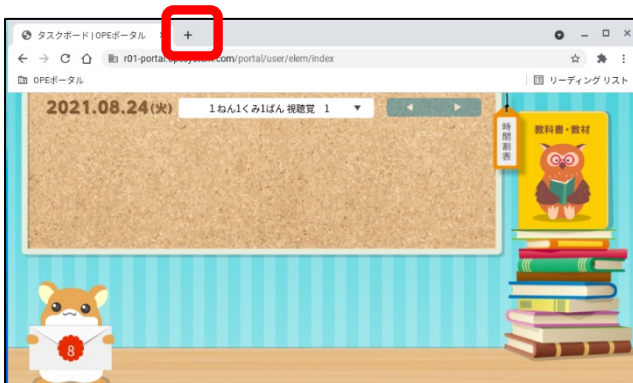 タスクボード | OPEポータル
r01-portal.opesystem.com/portal/user/elem/index
OPEポータル
リーディング リスト
2021.08.24(火)
1ねん1くみ1ばん 視聴覚 1
時間割表
教科書・教材
8